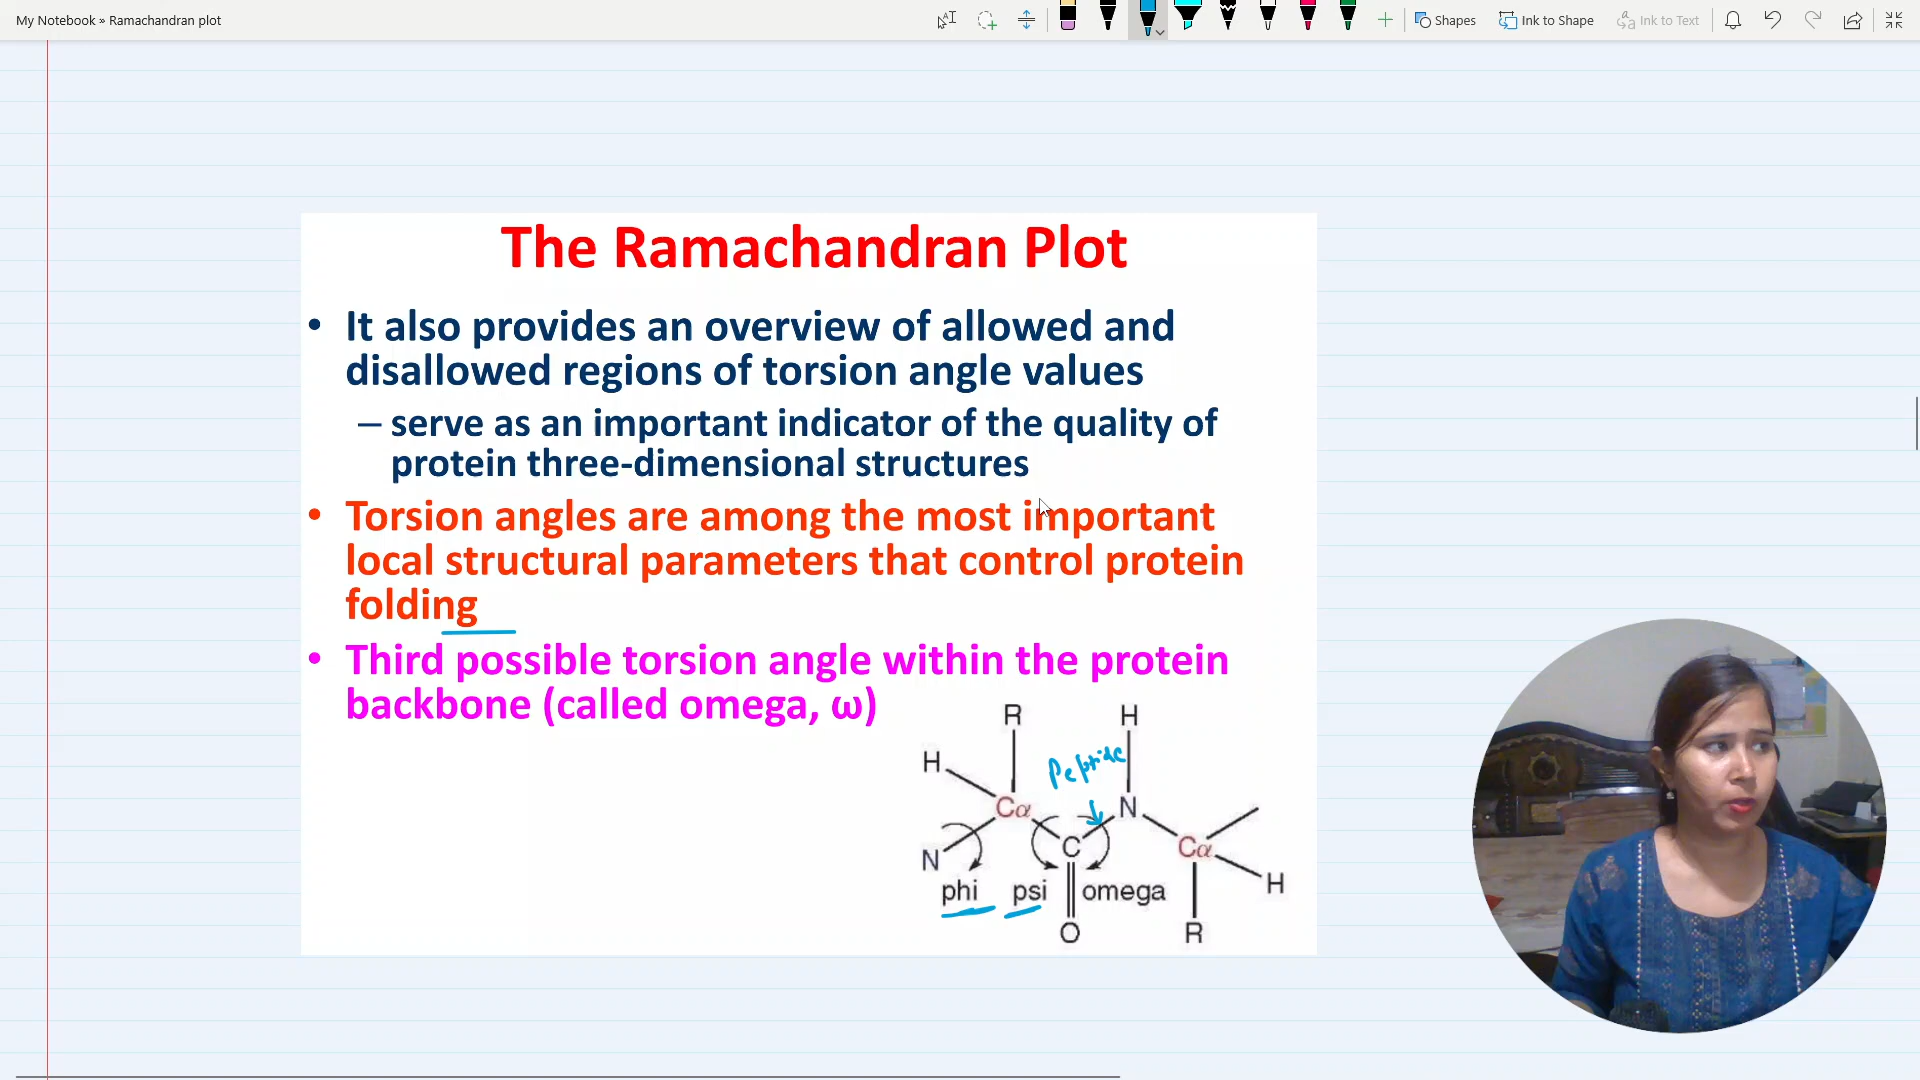 My Notebook » Ramachandran plot
Shapes
Ink to Shape
Ink to Text
The Ramachandran Plot
• It also provides an overview of allowed and
disallowed regions of torsion angle values
– serve as an important indicator of the quality of
protein three-dimensional structures
• Torsion angles are among the most important
local structural parameters that control protein
folding
• Third possible torsion angle within the protein
backbone (called omega, ω)
R H
H Peptide
Cα N
N C Cα
phi psi omega H
O R